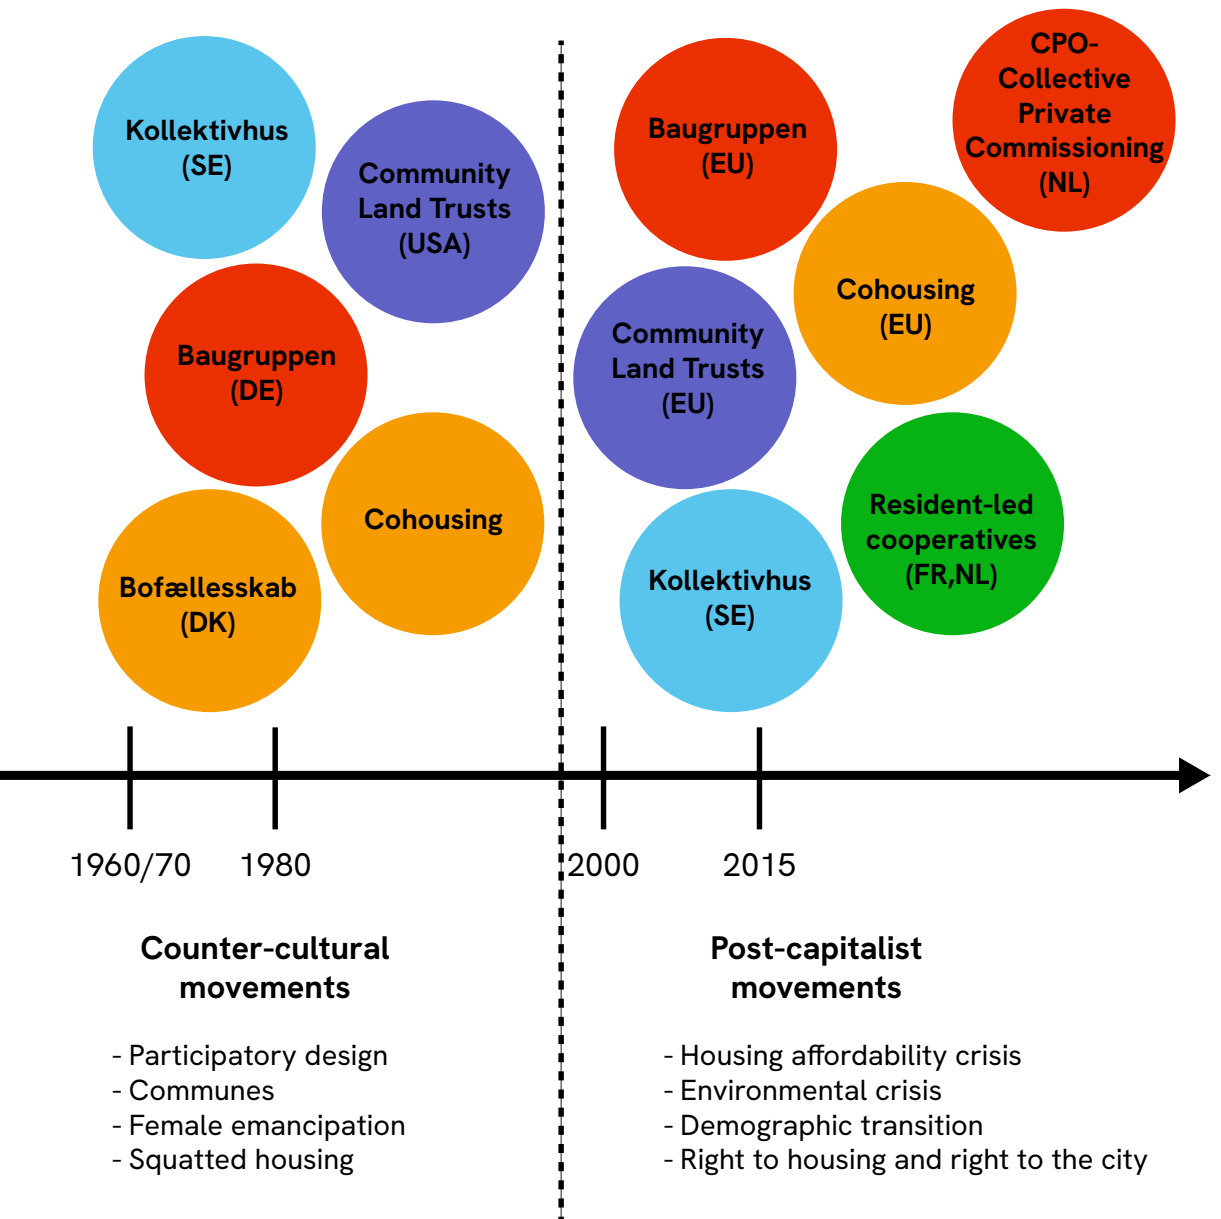 Kollektivhus
(SE)
Community
Land Trusts
(USA)
Baugruppen
(DE)
Cohousing
Bofællesskab
(DK)
CPO-
Collective
Private
Commissioning
(NL)
Baugruppen
(EU)
Cohousing
(EU)
Community
Land Trusts
(EU)
Resident-led
cooperatives
(FR,NL)
Kollektivhus
(SE)
1960/70
1980
2000
2015
Counter-cultural
movements
- Participatory design
- Communes
- Female emancipation
- Squatted housing
Post-capitalist
movements
- Housing affordability crisis
- Environmental crisis
- Demographic transition
- Right to housing and right to the city